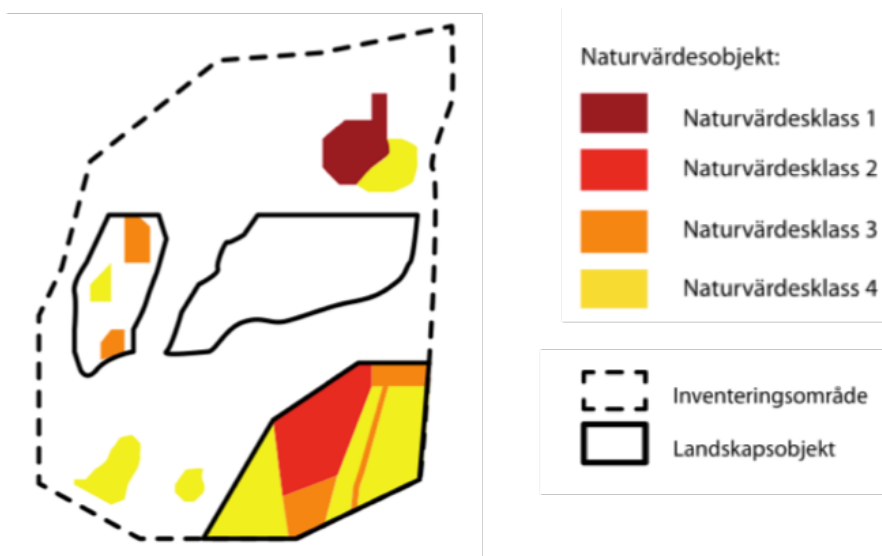 Naturvärdesobjekt:
Naturvärdesklass 1
Naturvärdesklass 2
Naturvärdesklass 3
Naturvärdesklass 4
Inventeringsområde
Landskapsobjekt